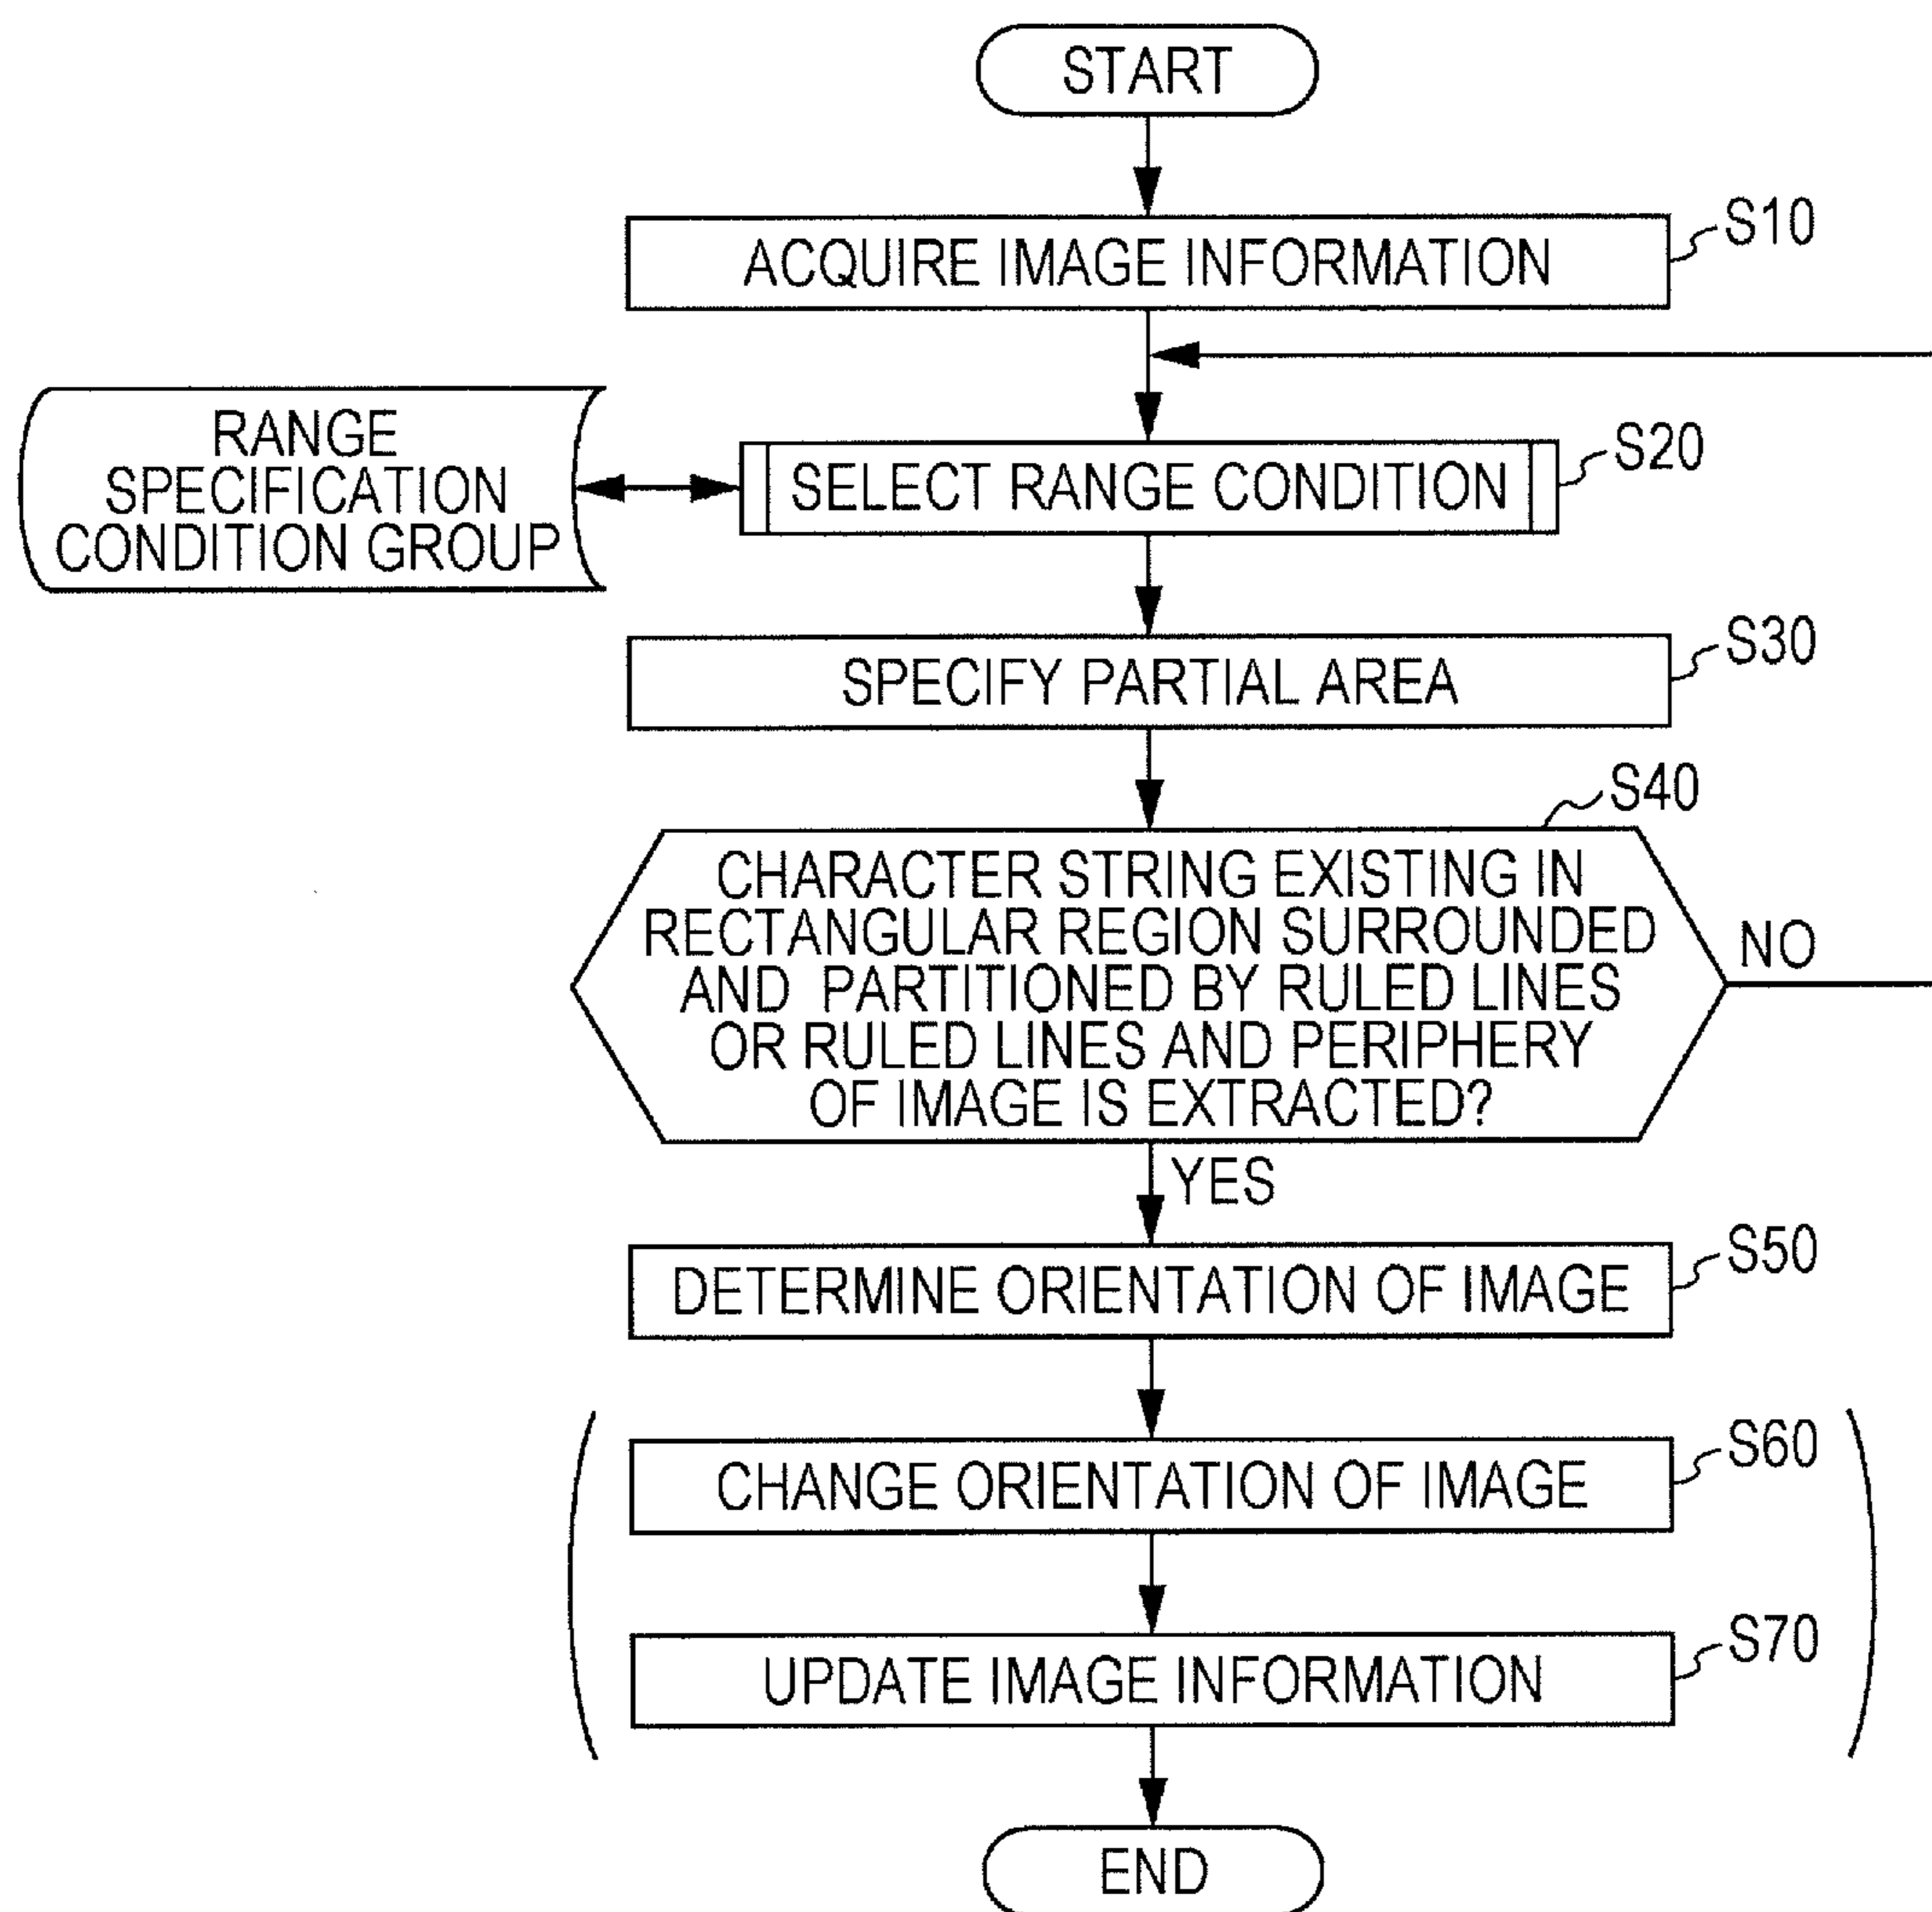 START
ACQUIRE IMAGE INFORMATION
S10
RANGE
SPECIFICATION
CONDITION GROUP
SELECT RANGE CONDITION
S20
SPECIFY PARTIAL AREA
S30
S40
CHARACTER STRING EXISTING IN
RECTANGULAR REGION SURROUNDED
AND PARTITIONED BY RULED LINES
OR RULED LINES AND PERIPHERY
OF IMAGE IS EXTRACTED?
NO
YES
DETERMINE ORIENTATION OF IMAGE
S50
CHANGE ORIENTATION OF IMAGE
S60
UPDATE IMAGE INFORMATION
S70
END